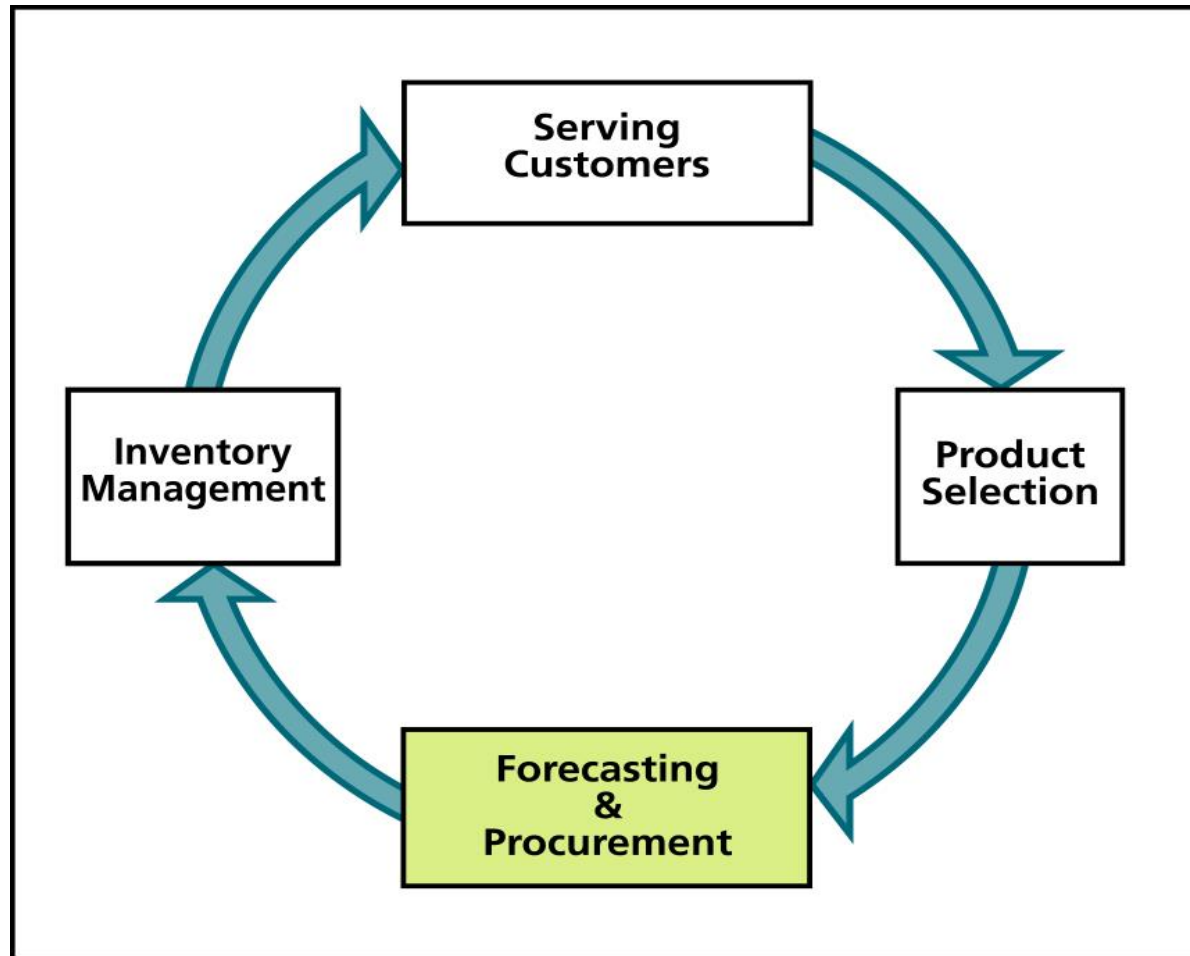 Serving
Customers
Product
Selection
Forecasting
&
Procurement
Inventory
Management